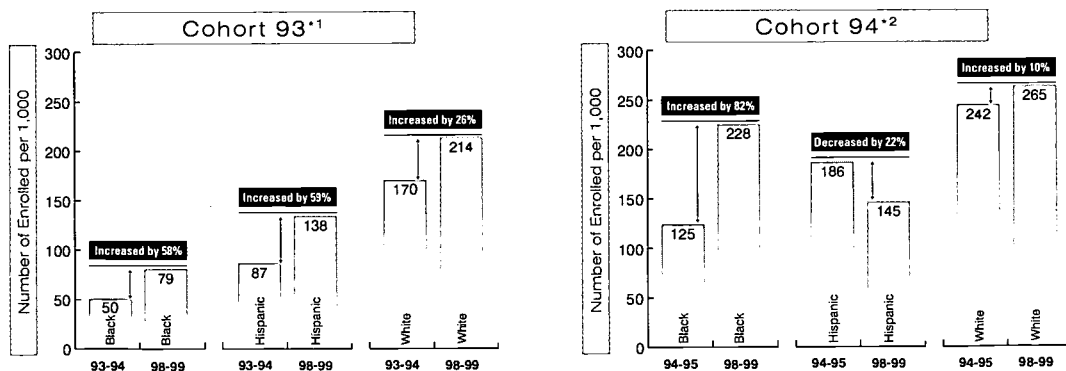 Cohort 93*1
Number of Enrolled per 1,000
300
250
200
150
100
50
0
Increased by 58%
50
79
Black
Black
93-94
98-99
Increased by 59%
87
138
Hispanic
Hispanic
93-94
98-99
Increased by 26%
170
214
White
White
93-94
98-99
Cohort 94*2
Number of Enrolled per 1,000
300
250
200
150
100
50
0
Increased by 82%
125
228
Black
Black
94-95
98-99
Decreased by 22%
186
145
Hispanic
Hispanic
94-95
98-99
Increased by 10%
242
265
White
White
94-95
98-99